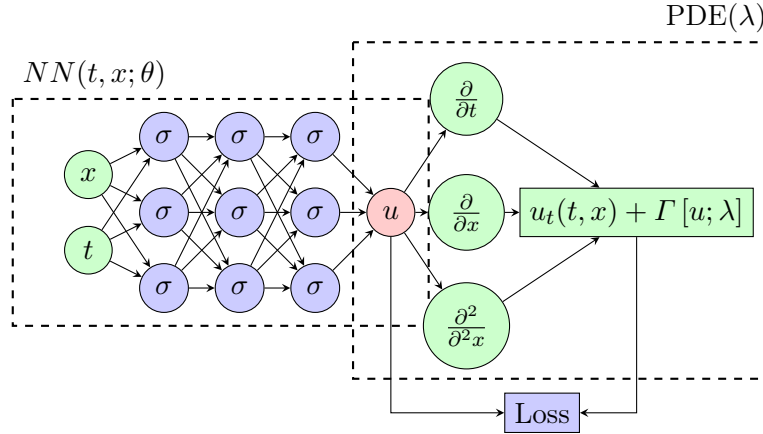 PDE(λ)
NN(t, x; θ)
∂/∂t
σ σ σ
x
σ σ σ
u
∂/∂x
u_t(t, x) + Γ [u; λ]
t
σ σ σ
∂²/∂²x
Loss